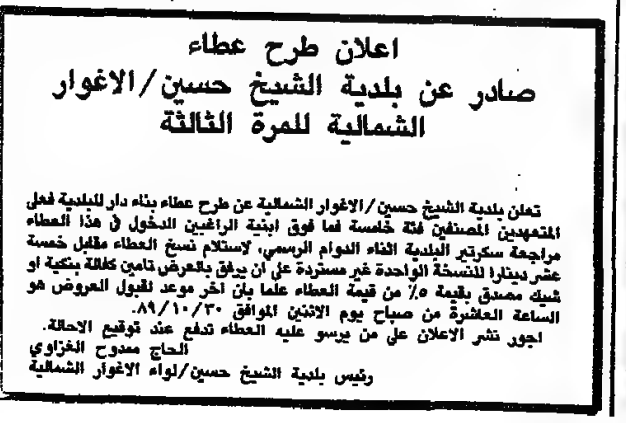 اعلان طرح عطاء
صادر عن بلدية الشيخ حسين/الاغوار
الشمالية للمرة الثالثة
تعلن بلدية الشيخ حسين/الاغوار الشمالية عن طرح عطاء بناء دار للبلدية فعلى
المتعهدين المصنفين فئة خامسة فما فوق ابنية الراغبين الدخول في هذا العطاء
مراجعة سكرتير البلدية اثناء الدوام الرسمي، لاستلام نسخ العطاء مقابل خمسة
عشر دينارا للنسخة الواحدة غير مستردة على ان يرفق بالعرض تامين كفالة بنكية او
شيك مصدق بقيمة ٥٪ من قيمة العطاء علما بأن اخر موعد لقبول العروض هو
الساعة العاشرة من صباح يوم الاثنين الموافق ٨٩/١٠/٣٠.
اجور نشر الاعلان على من يرسو عليه العطاء تدفع عند توقيع الاحالة.
الحاج ممدوح الغزاوي
رئيس بلدية الشيخ حسين/لواء الاغوار الشمالية